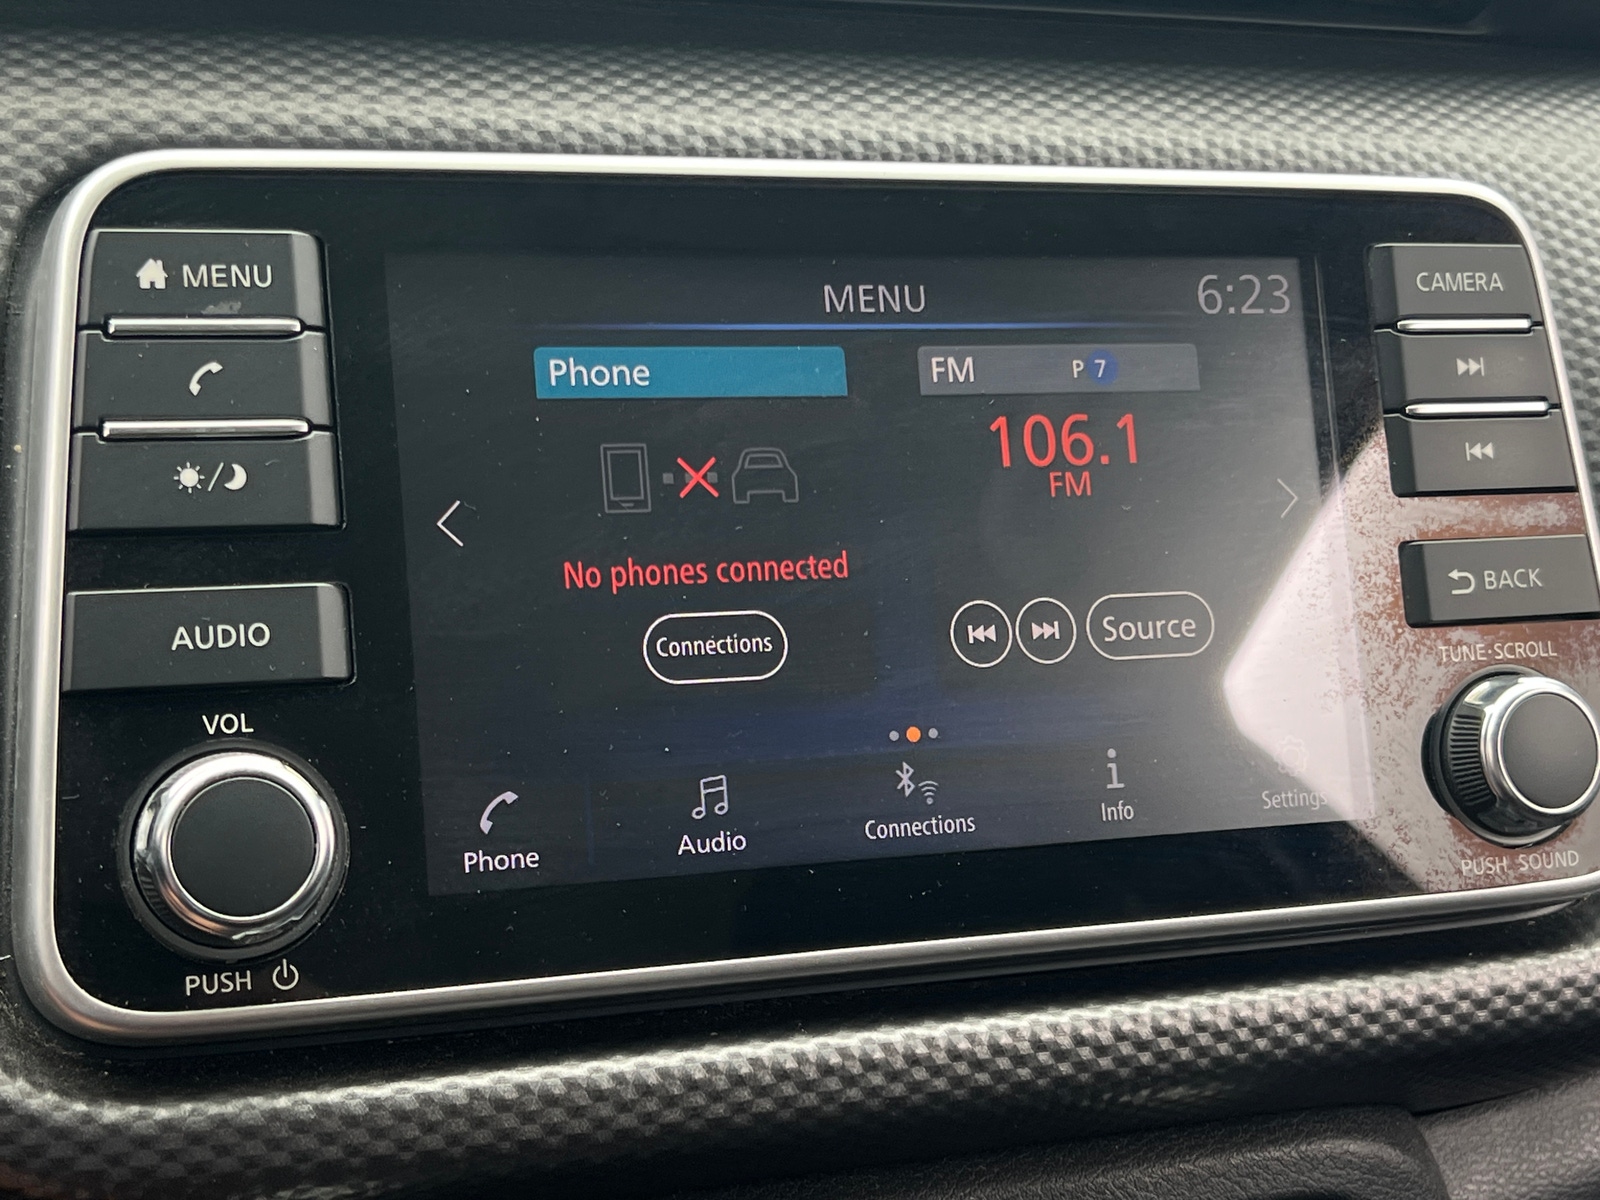 MENU
AUDIO
VOL
PUSH
MENU 6:23
Phone
FM P 7
106.1
FM
No phones connected
Connections
Source
Phone
Audio
Connections
Info
Settings
CAMERA
BACK
TUNE·SCROLL
PUSH SOUND